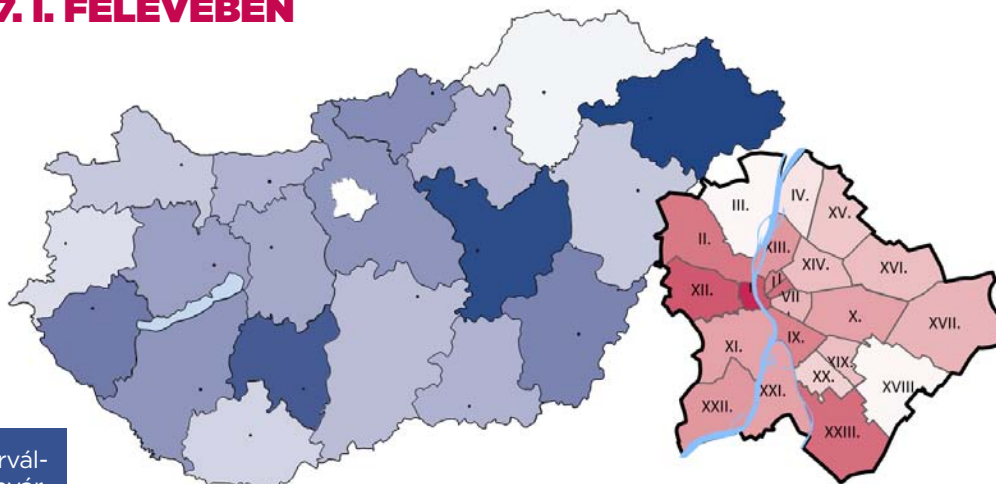 7. I. FÉLÉVÉBEN
III.
IV.
XV.
II.
XIII.
XIV.
XVI.
XII.
VII
X.
XVII.
XI.
IX.
XIX.
XX.
XVIII
XXII.
XXI.
XXIII.
rvál-